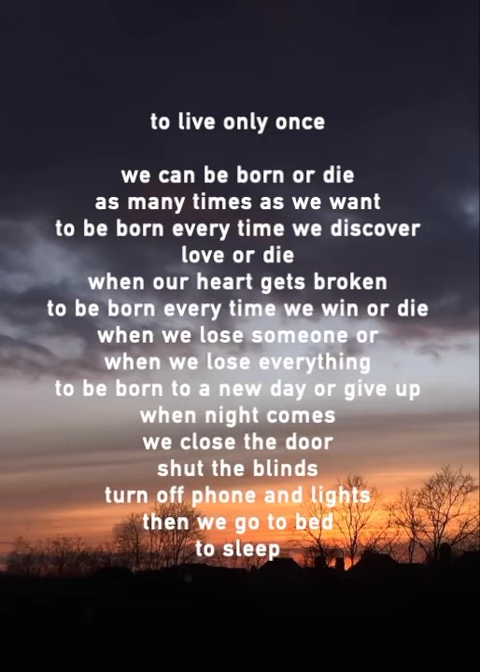 to live only once
we can be born or die
as many times as we want
to be born every time we discover
love or die
when our heart gets broken
to be born every time we win or die
when we lose someone or
when we lose everything
to be born to a new day or give up
when night comes
we close the door
shut the blinds
turn off phone and lights
then we go to bed
to sleep